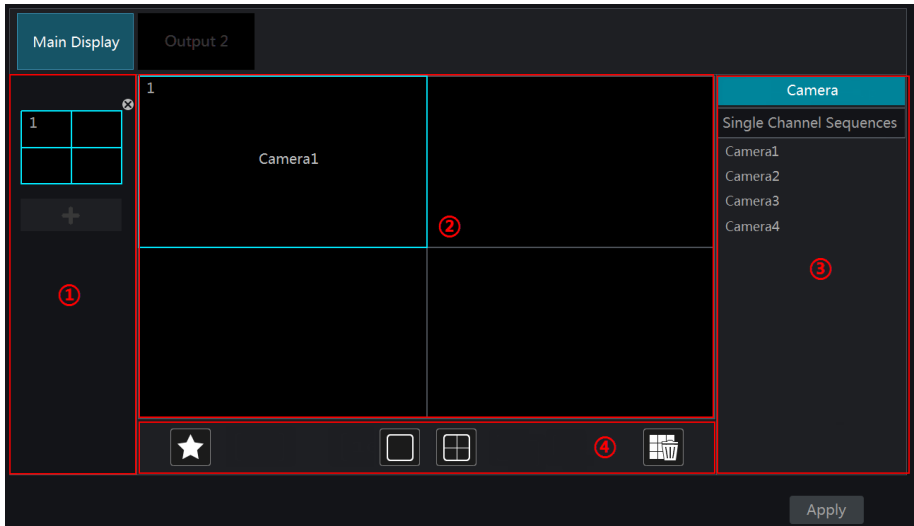 Main Display
Output 2
1
1
Camera1
②
①
Camera
Single Channel Sequences
Camera1
Camera2
Camera3
Camera4
③
④
Apply